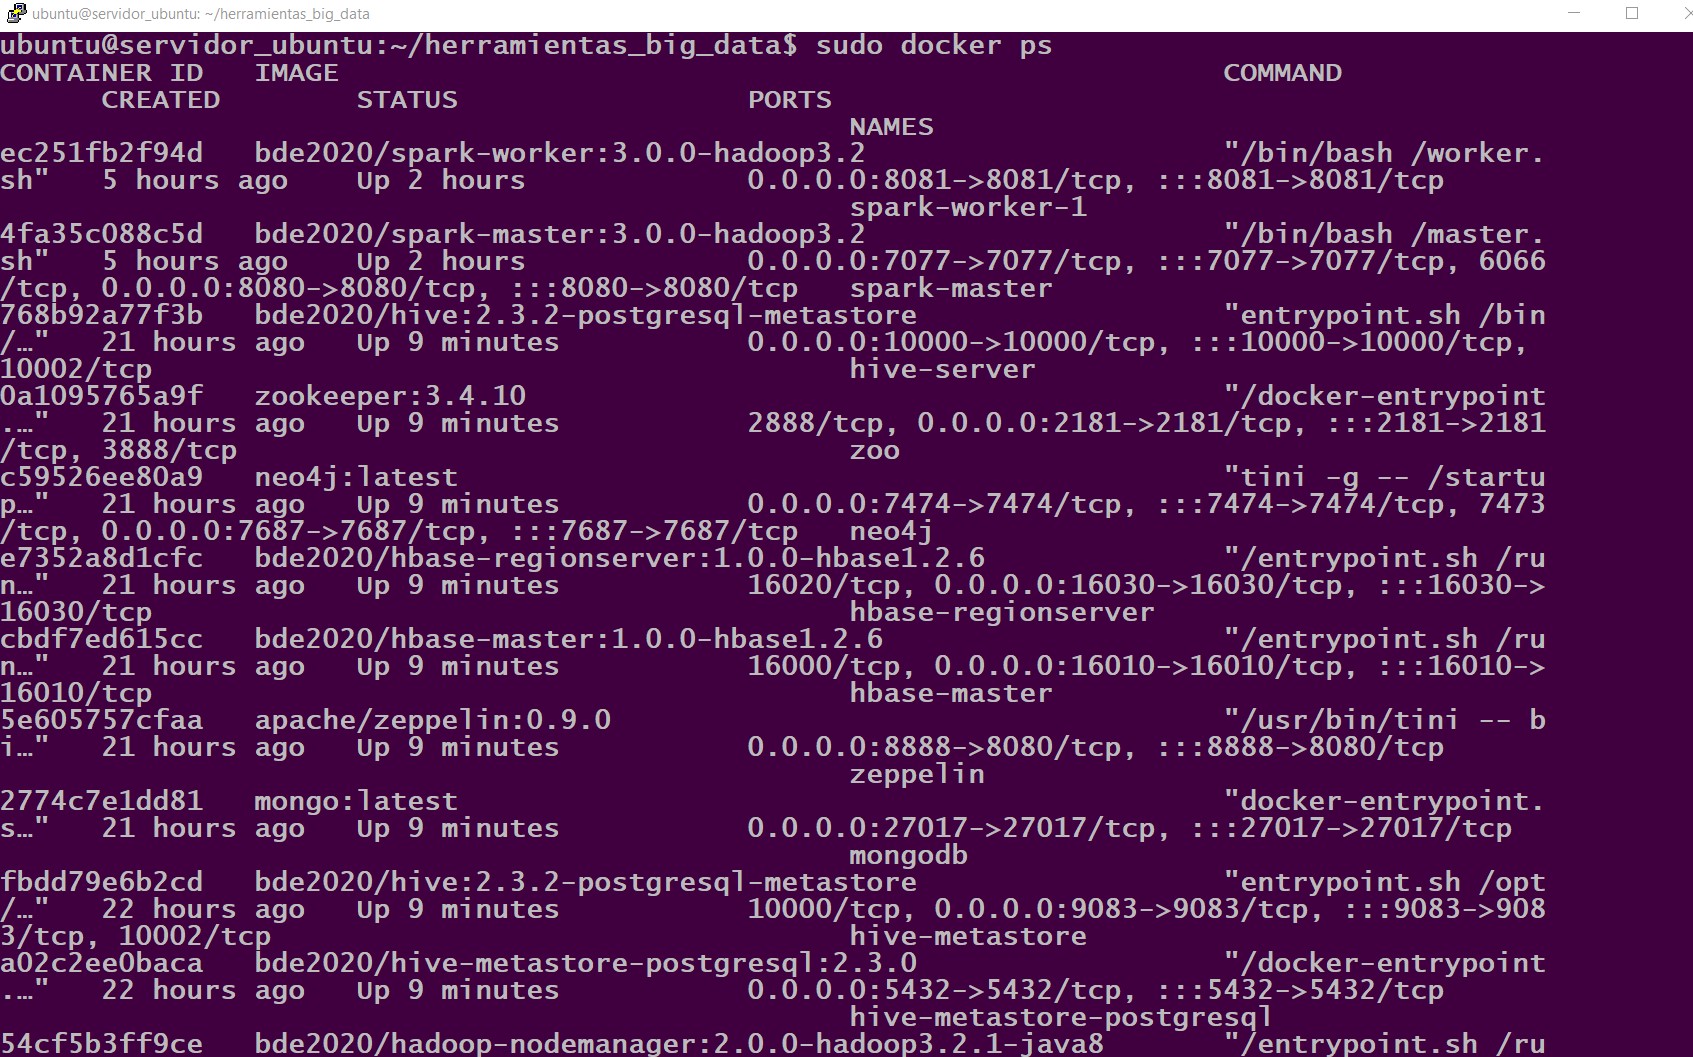 ubuntu@servidor_ubuntu: ~/herramientas_big_data
ubuntu@servidor_ubuntu:~/herramientas_big_data$ sudo docker ps
CONTAINER ID   IMAGE                                                    COMMAND
      CREATED        STATUS                 PORTS
                                                  NAMES
ec251fb2f94d   bde2020/spark-worker:3.0.0-hadoop3.2                     "/bin/bash /worker.
sh"   5 hours ago    Up 2 hours             0.0.0.0:8081->8081/tcp, :::8081->8081/tcp
                                                  spark-worker-1
4fa35c088c5d   bde2020/spark-master:3.0.0-hadoop3.2                     "/bin/bash /master.
sh"   5 hours ago    Up 2 hours             0.0.0.0:7077->7077/tcp, :::7077->7077/tcp, 6066
/tcp, 0.0.0.0:8080->8080/tcp, :::8080->8080/tcp   spark-master
768b92a77f3b   bde2020/hive:2.3.2-postgresql-metastore                  "entrypoint.sh /bin
/…"   21 hours ago   Up 9 minutes           0.0.0.0:10000->10000/tcp, :::10000->10000/tcp,
10002/tcp                                         hive-server
0a1095765a9f   zookeeper:3.4.10                                         "/docker-entrypoint
.…"   21 hours ago   Up 9 minutes           2888/tcp, 0.0.0.0:2181->2181/tcp, :::2181->2181
/tcp, 3888/tcp                                    zoo
c59526ee80a9   neo4j:latest                                             "tini -g -- /startu
p…"   21 hours ago   Up 9 minutes           0.0.0.0:7474->7474/tcp, :::7474->7474/tcp, 7473
/tcp, 0.0.0.0:7687->7687/tcp, :::7687->7687/tcp   neo4j
e7352a8d1cfc   bde2020/hbase-regionserver:1.0.0-hbase1.2.6              "/entrypoint.sh /ru
n…"   21 hours ago   Up 9 minutes           16020/tcp, 0.0.0.0:16030->16030/tcp, :::16030->
16030/tcp                                         hbase-regionserver
cbdf7ed615cc   bde2020/hbase-master:1.0.0-hbase1.2.6                    "/entrypoint.sh /ru
n…"   21 hours ago   Up 9 minutes           16000/tcp, 0.0.0.0:16010->16010/tcp, :::16010->
16010/tcp                                         hbase-master
5e605757cfaa   apache/zeppelin:0.9.0                                    "/usr/bin/tini -- b
i…"   21 hours ago   Up 9 minutes           0.0.0.0:8888->8080/tcp, :::8888->8080/tcp
                                                  zeppelin
2774c7e1dd81   mongo:latest                                             "docker-entrypoint.
s…"   21 hours ago   Up 9 minutes           0.0.0.0:27017->27017/tcp, :::27017->27017/tcp
                                                  mongodb
fbdd79e6b2cd   bde2020/hive:2.3.2-postgresql-metastore                  "entrypoint.sh /opt
/…"   22 hours ago   Up 9 minutes           10000/tcp, 0.0.0.0:9083->9083/tcp, :::9083->908
3/tcp, 10002/tcp                                  hive-metastore
a02c2ee0baca   bde2020/hive-metastore-postgresql:2.3.0                  "/docker-entrypoint
.…"   22 hours ago   Up 9 minutes           0.0.0.0:5432->5432/tcp, :::5432->5432/tcp
                                                  hive-metastore-postgresql
54cf5b3ff9ce   bde2020/hadoop-nodemanager:2.0.0-hadoop3.2.1-java8       "/entrypoint.sh /ru